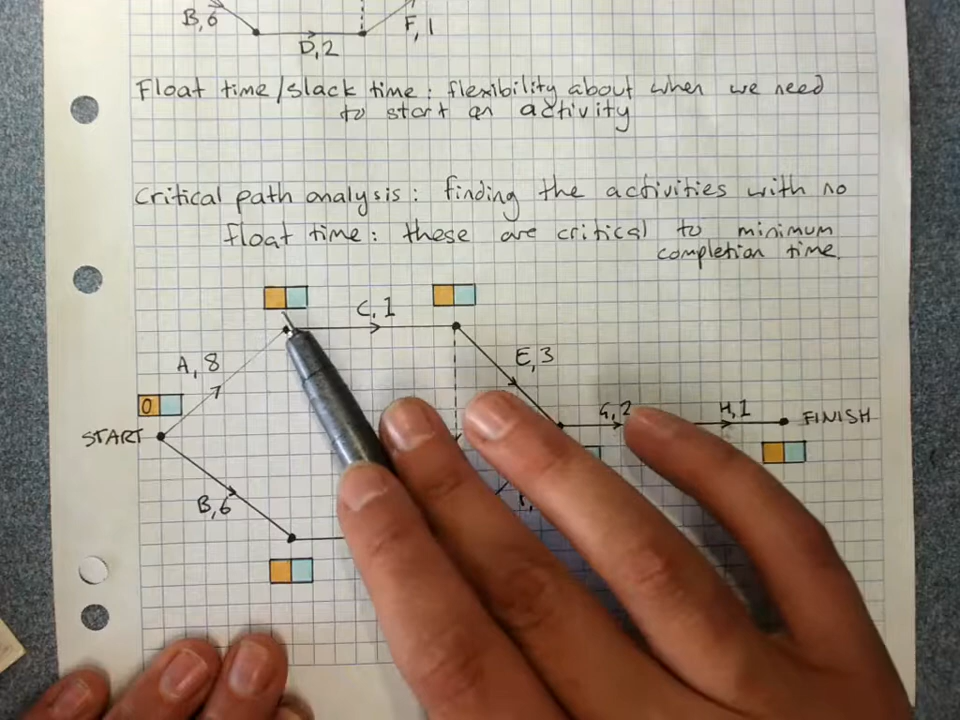 B,6
F,1
D,2
Float time/slack time: flexibility about when we need
to start an activity
Critical path analysis: finding the activities with no
float time: these are critical to minimum
completion time.
C,1
A,8
E,3
0
G,2
H,1
START
FINISH
B,6